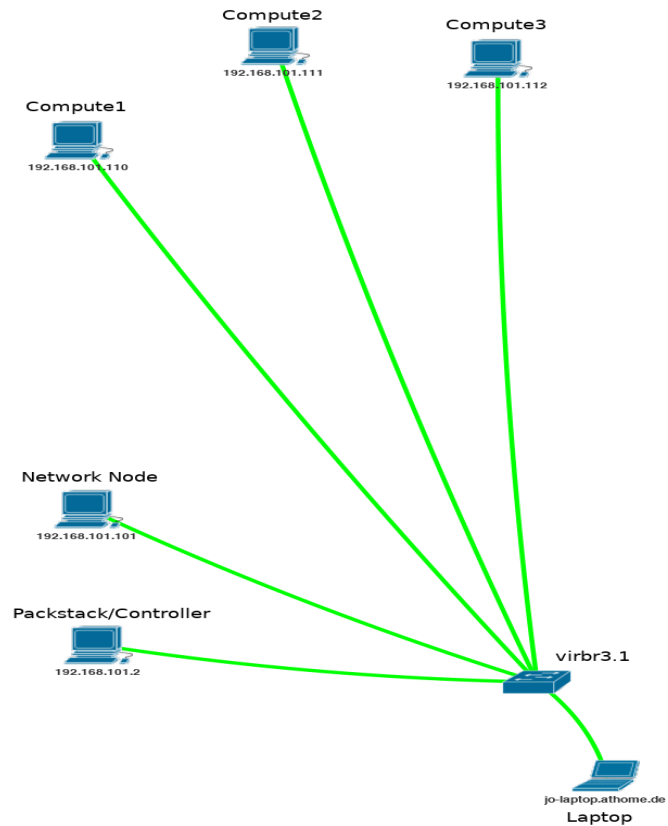 Compute2
192.168.101.111
Compute3
192.168.101.112
Compute1
192.168.101.110
Network Node
192.168.101.101
Packstack/Controller
192.168.101.2
virbr3.1
jo-laptop.athome.de
Laptop